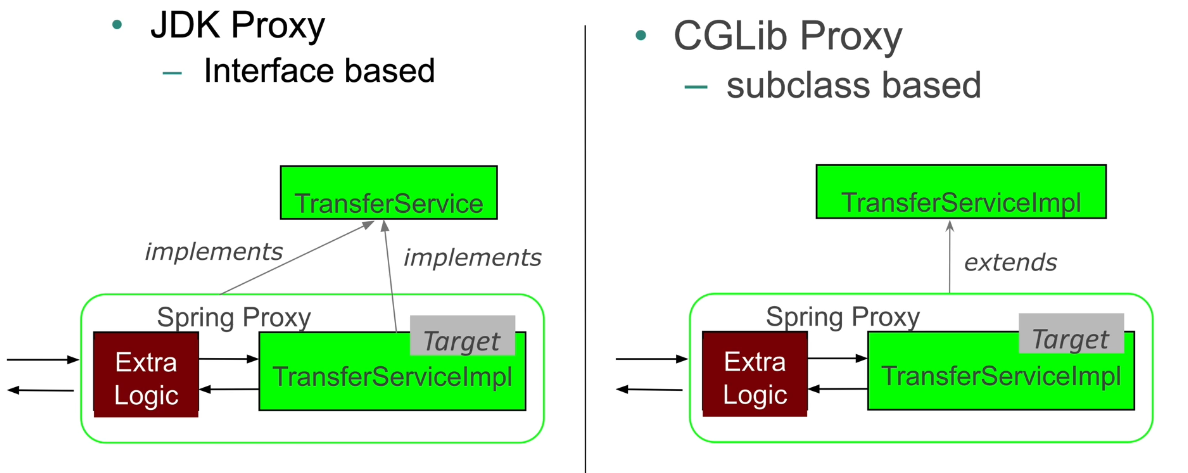 • JDK Proxy
– Interface based
TransferService
implements
implements
Spring Proxy
Target
Extra
Logic
TransferServiceImpl
• CGLib Proxy
– subclass based
TransferServiceImpl
extends
Spring Proxy
Target
Extra
Logic
TransferServiceImpl